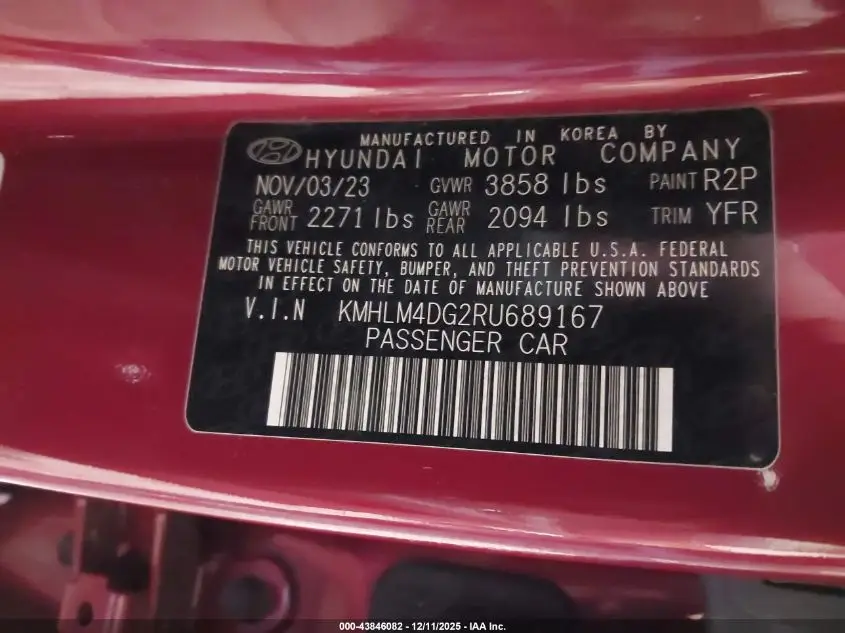 MANUFACTURED IN KOREA BY
HYUNDAI MOTOR COMPANY
NOV/03/23 GVWR 3858 lbs PAINT R2P
GAWR FRONT 2271 lbs GAWR REAR 2094 lbs TRIM YFR
THIS VEHICLE CONFORMS TO ALL APPLICABLE U.S.A. FEDERAL
MOTOR VEHICLE SAFETY, BUMPER, AND THEFT PREVENTION STANDARDS
IN EFFECT ON THE DATE OF MANUFACTURE SHOWN ABOVE
V.I.N KMHLM4DG2RU689167
PASSENGER CAR
000-43846082 - 12/11/2025 - IAA Inc.